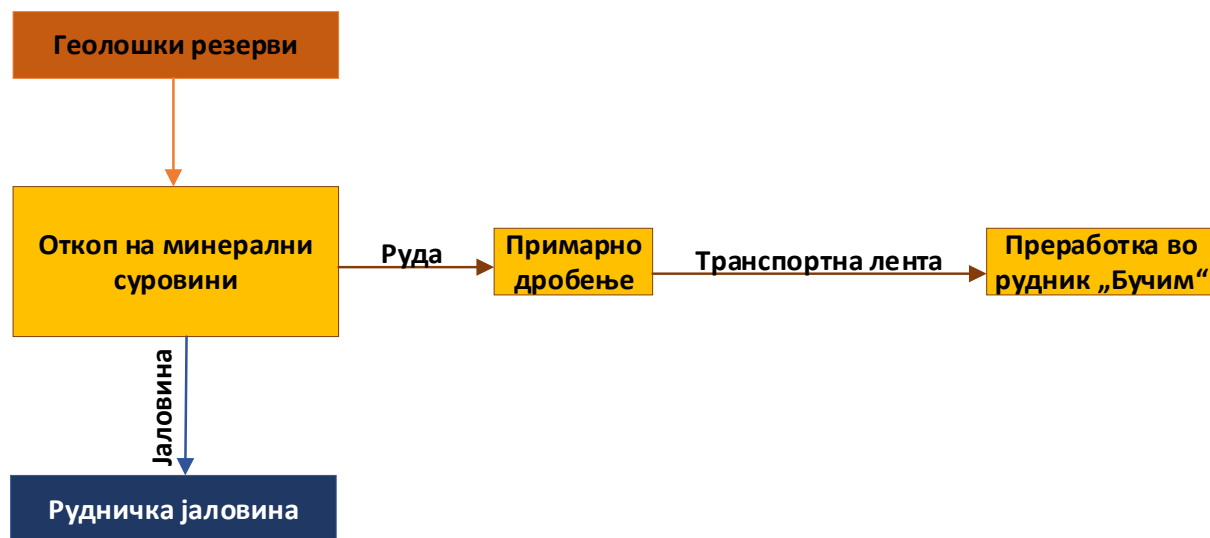 Геолошки резерви
Откоп на минерални
суровини
Руда
Примарно
дробење
Транспортна лента
Преработка во
рудник „Бучим“
Јаловина
Рудничка јаловина